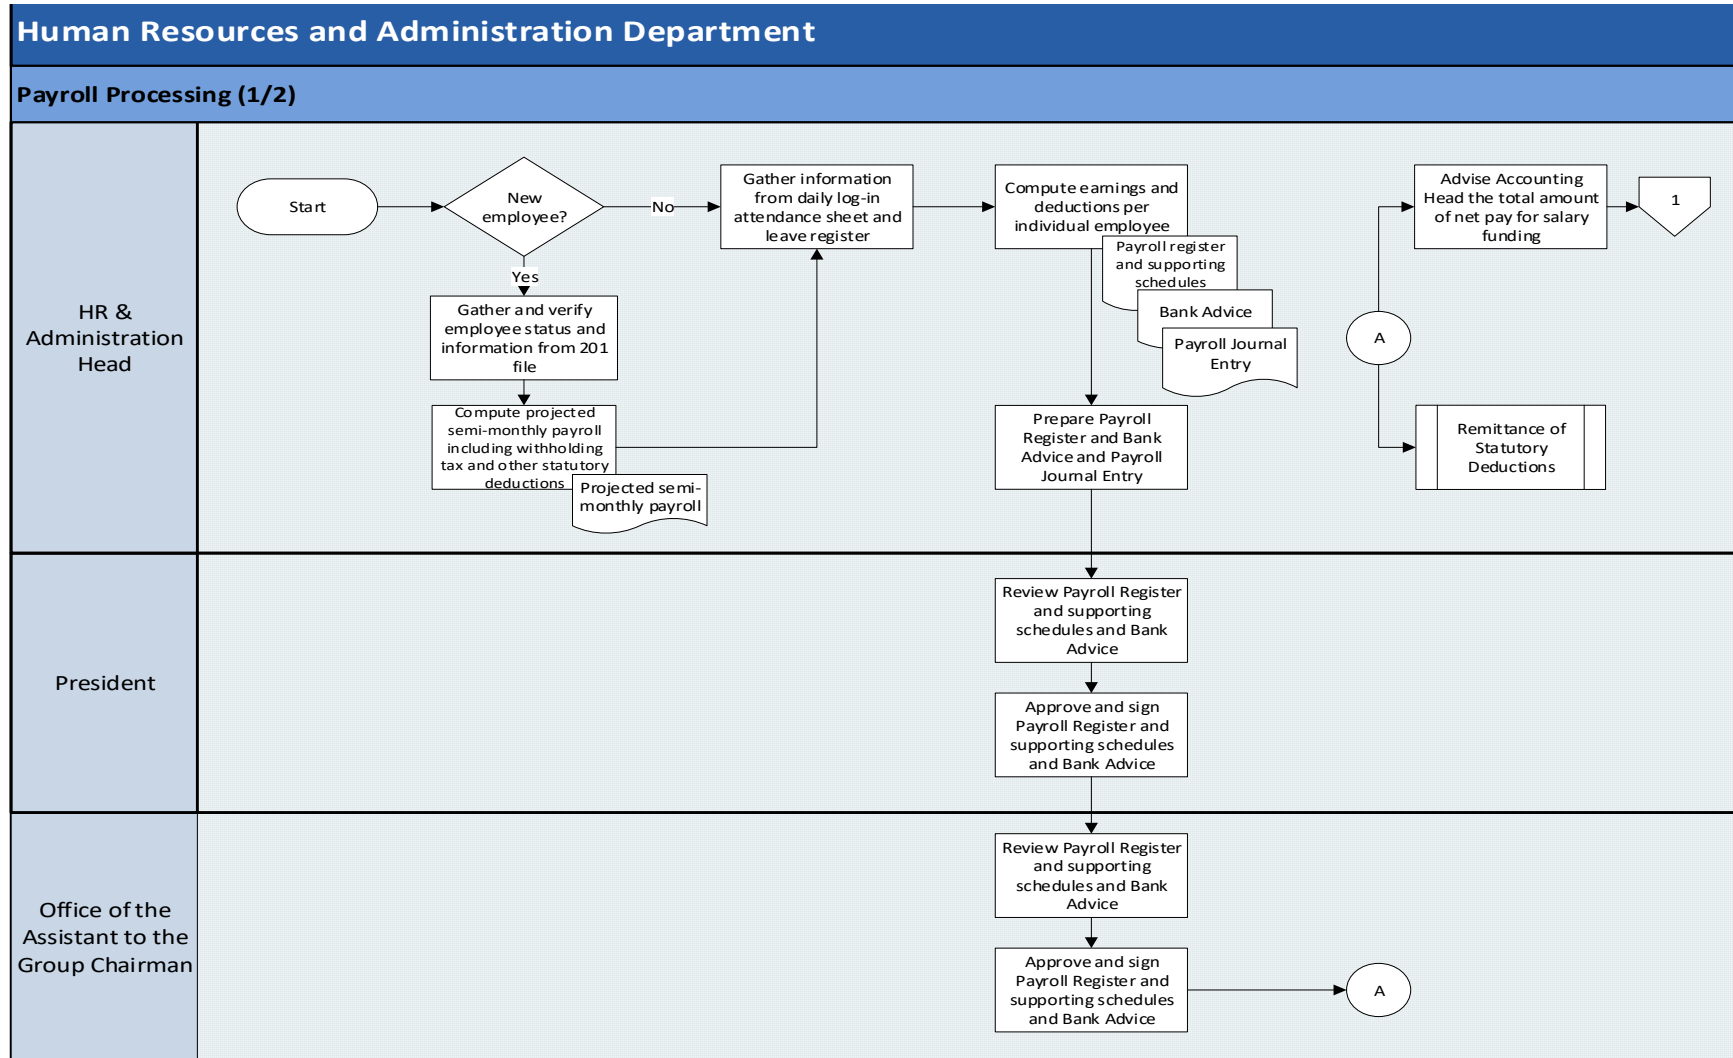 Human Resources and Administration Department
Payroll Processing (1/2)
HR &
Administration
Head
Start
New
employee?
No
Yes
Gather and verify
employee status and
information from 201
file
Compute projected
semi-monthly payroll
including withholding
tax and other statutory
deductions
Projected semi-
monthly payroll
Gather information
from daily log-in
attendance sheet and
leave register
Compute earnings and
deductions per
individual employee
Payroll register
and supporting
schedules
Bank Advice
Payroll Journal
Entry
Prepare Payroll
Register and Bank
Advice and Payroll
Journal Entry
Advise Accounting
Head the total amount
of net pay for salary
funding
1
A
Remittance of
Statutory
Deductions
President
Review Payroll Register
and supporting
schedules and Bank
Advice
Approve and sign
Payroll Register and
supporting schedules
and Bank Advice
Office of the
Assistant to the
Group Chairman
Review Payroll Register
and supporting
schedules and Bank
Advice
Approve and sign
Payroll Register and
supporting schedules
and Bank Advice
A